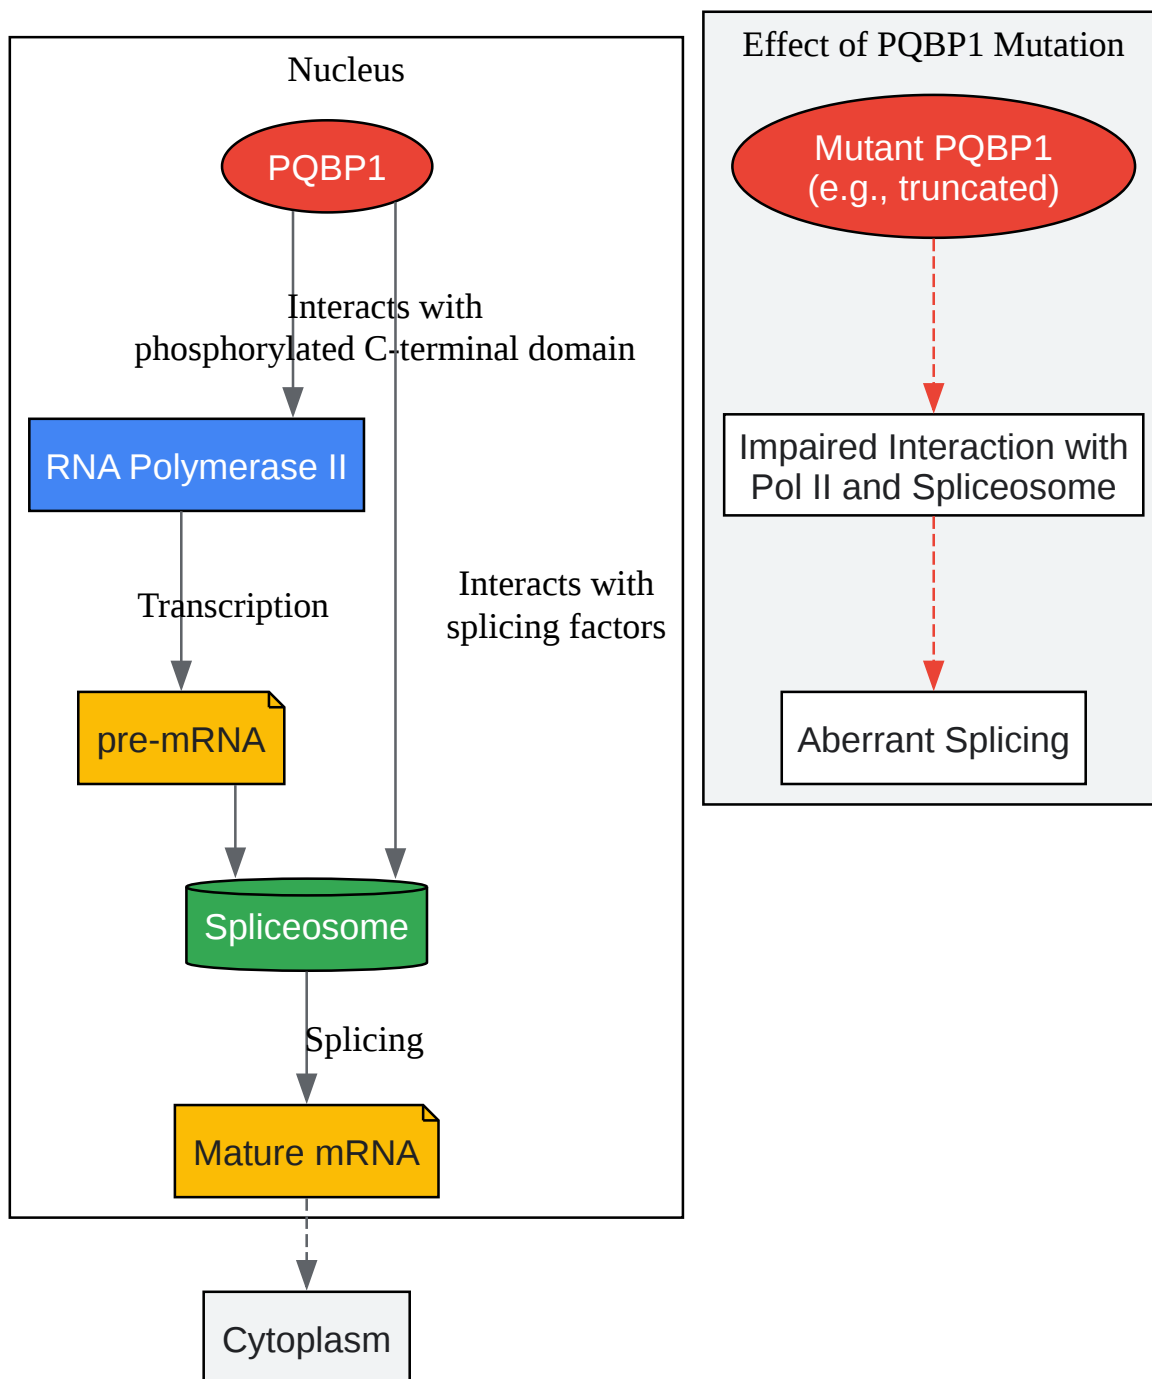 Nucleus
PQBP1
Interacts with
phosphorylated C-terminal domain
RNA Polymerase II
Transcription
Interacts with
splicing factors
pre-mRNA
Spliceosome
Splicing
Mature mRNA
Cytoplasm
Effect of PQBP1 Mutation
Mutant PQBP1
(e.g., truncated)
Impaired Interaction with
Pol II and Spliceosome
Aberrant Splicing